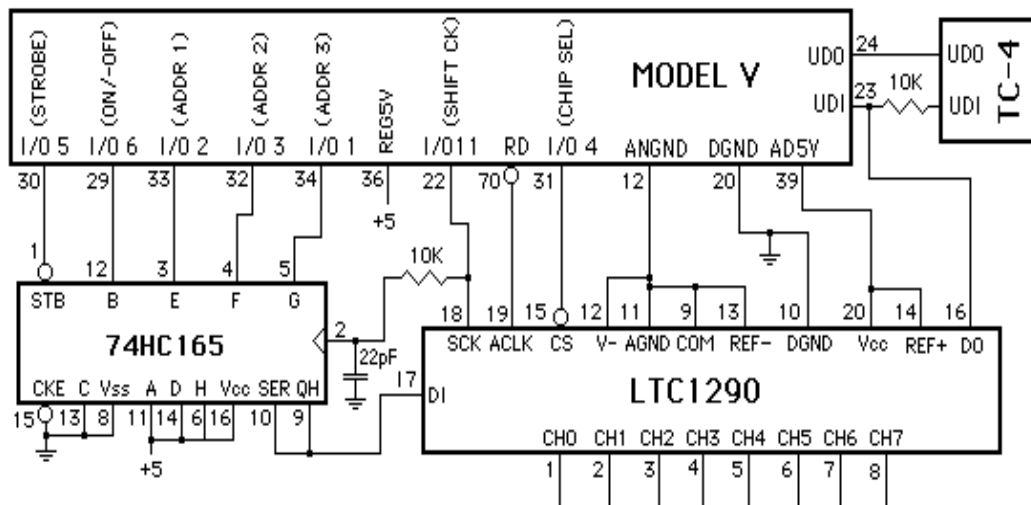 (STROBE) (ON/-OFF) (ADDR 1) (ADDR 2) (ADDR 3) REG5V (SHIFT CK) (CHIP SEL)
MODEL V
UDO 24 UDO
UDI 23 10K UDI
TC-4
I/O 5 I/O 6 I/O 2 I/O 3 I/O 1 I/O11 RD I/O 4 ANGND DGND AD5V
30 29 33 32 34 36 22 70 31 12 20 39
+5
10K
1 12 3 4 5
STB B E F G
2
74HC165
22pF
CKE C Vss A D H Vcc SER QH
15 13 8 11 14 6 16 10 9
+5
18 19 15 12 11 9 13 10 20 14 16
SCK ACLK CS V- AGND COM REF- DGND Vcc REF+ DO
17 DI
LTC1290
CH0 CH1 CH2 CH3 CH4 CH5 CH6 CH7
1 2 3 4 5 6 7 8